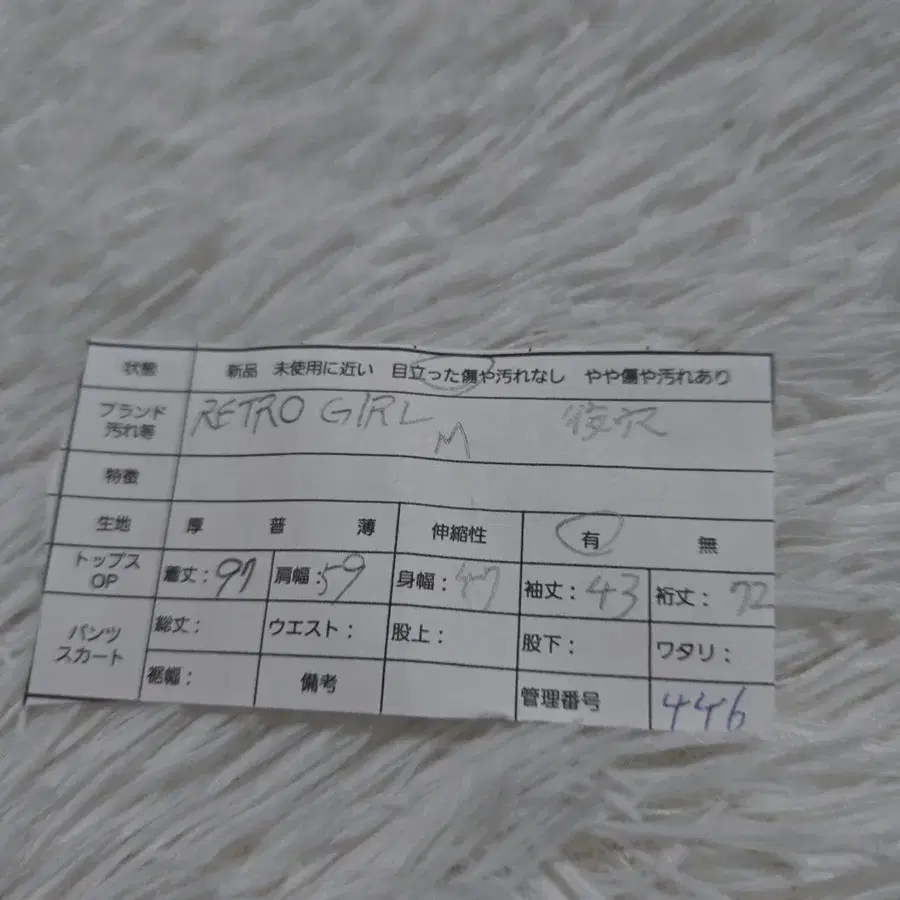 状態 新品 未使用に近い 目立った傷や汚れなし やや傷や汚れあり
ブランド RETRO GIRL
汚れ等 M
特徴
生地 厚 普 薄 伸縮性 有 無
トップス 着丈:97 肩幅:59 身幅:47 袖丈:43 裄丈:72
OP
パンツ 総丈: ウエスト: 股上: 股下: ワタリ:
スカート
裾幅: 備考 管理番号 446